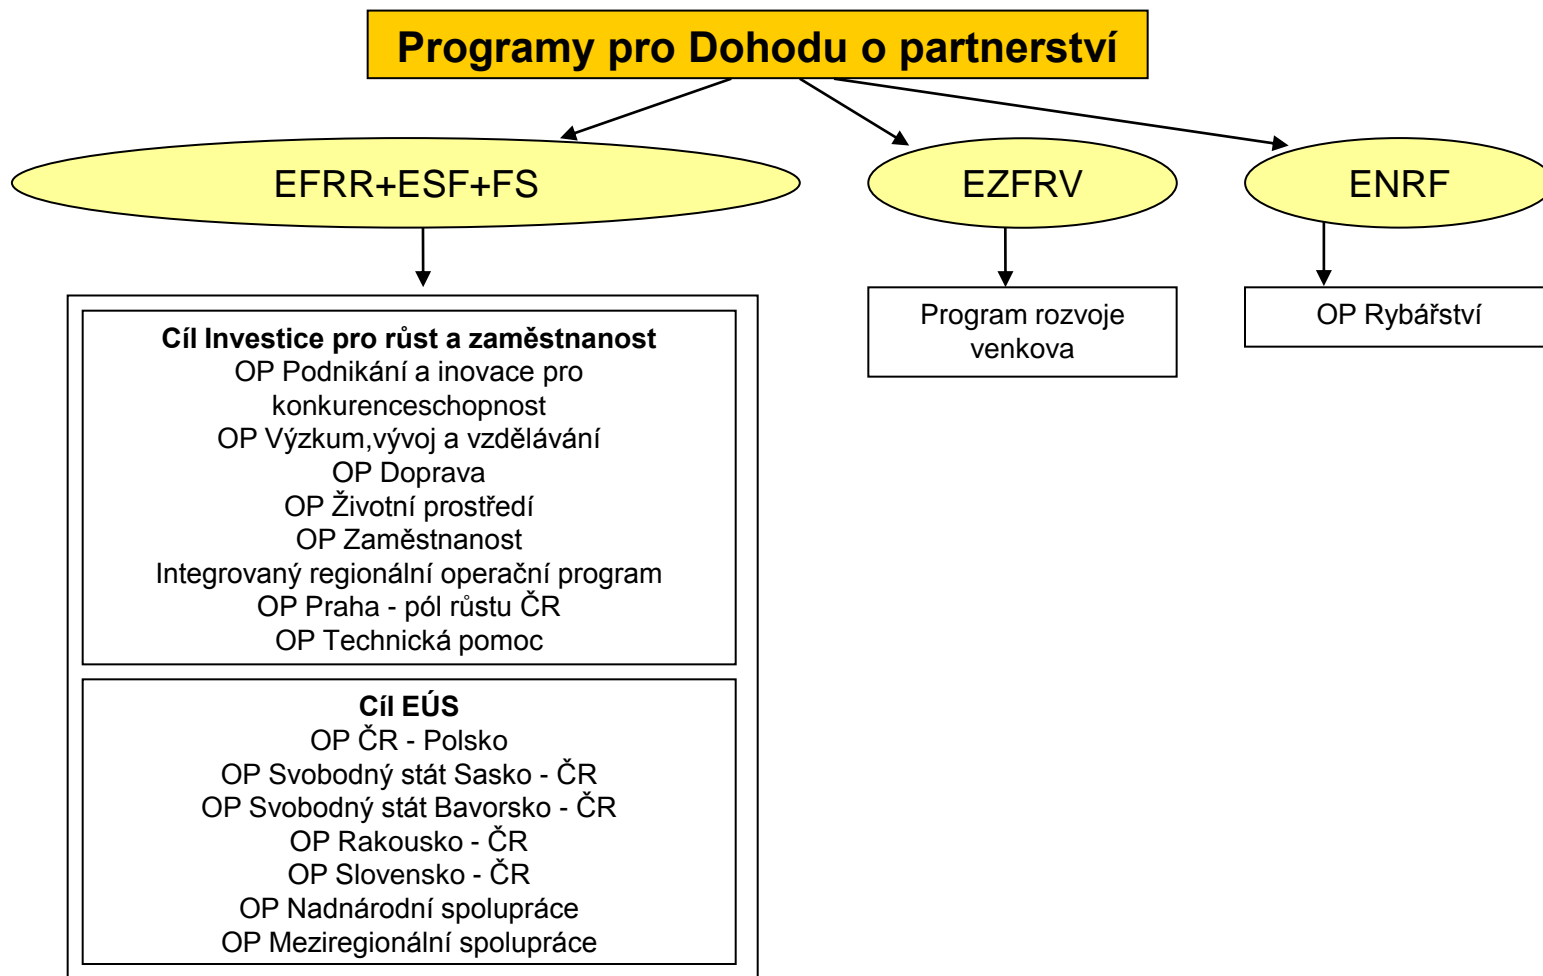 Programy pro Dohodu o partnerství
EFRR+ESF+FS
EZFRV
ENRF
Cíl Investice pro růst a zaměstnanost
OP Podnikání a inovace pro
konkurenceschopnost
OP Výzkum,vývoj a vzdělávání
OP Doprava
OP Životní prostředí
OP Zaměstnanost
Integrovaný regionální operační program
OP Praha - pól růstu ČR
OP Technická pomoc
Cíl EÚS
OP ČR - Polsko
OP Svobodný stát Sasko - ČR
OP Svobodný stát Bavorsko - ČR
OP Rakousko - ČR
OP Slovensko - ČR
OP Nadnárodní spolupráce
OP Meziregionální spolupráce
Program rozvoje
venkova
OP Rybářství